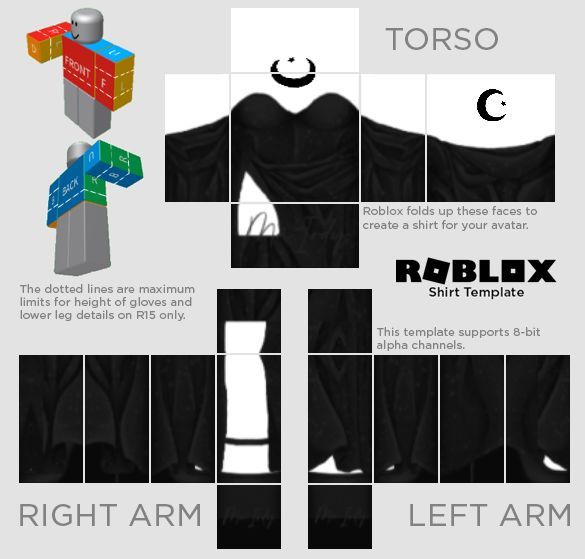 TORSO
FRONT
F
L
U
R
D
BACK
U
R
B
B
Roblox folds up these faces to
create a shirt for your avatar.
ROBLOX
Shirt Template
The dotted lines are maximum
limits for height of gloves and
lower leg details on R15 only.
This template supports 8-bit
alpha channels.
RIGHT ARM
LEFT ARM